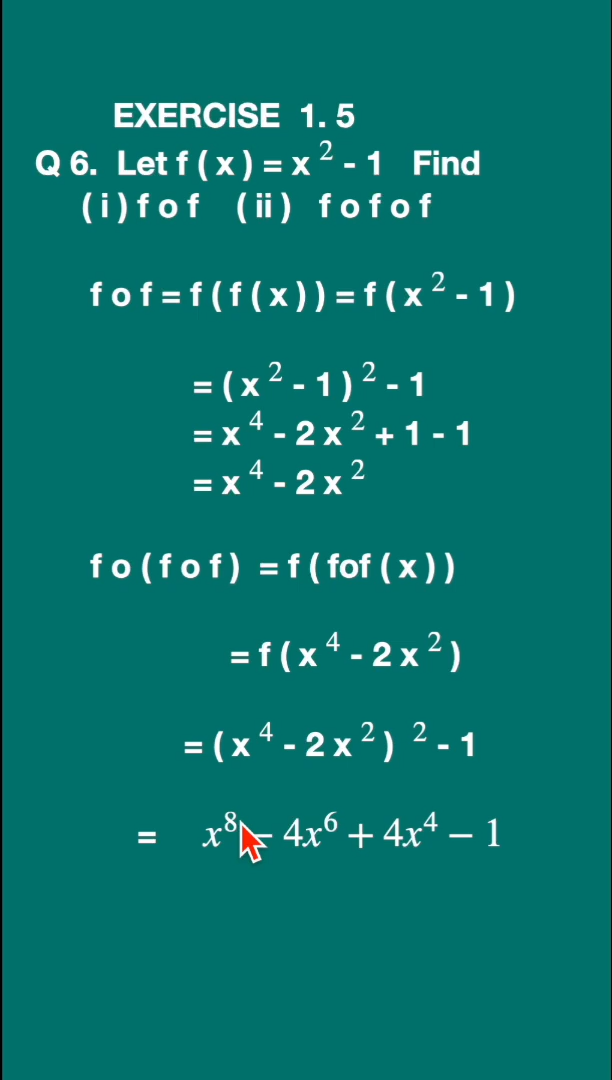 EXERCISE 1. 5
Q 6. Let f ( x ) = x ² - 1 Find
( i ) f o f ( ii ) f o f o f
f o f = f ( f ( x ) ) = f ( x ² - 1 )
= ( x ² - 1 ) ² - 1
= x ⁴ - 2 x ² + 1 - 1
= x ⁴ - 2 x ²
f o ( f o f ) = f ( fof ( x ) )
= f ( x ⁴ - 2 x ² )
= ( x ⁴ - 2 x ² ) ² - 1
= x⁸ − 4x⁶ + 4x⁴ − 1